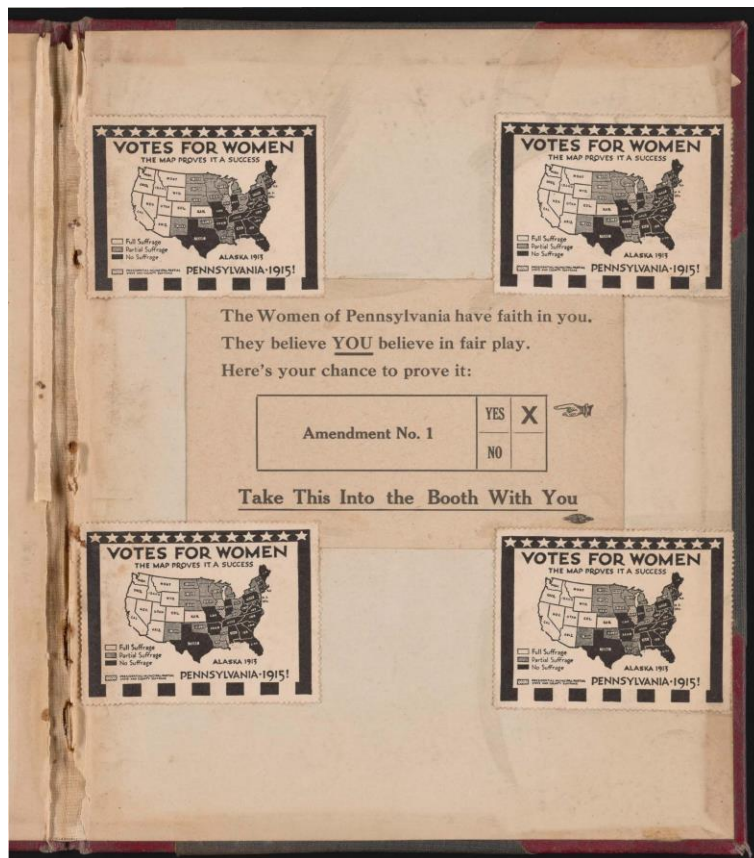 VOTES FOR WOMEN
THE MAP PROVES IT A SUCCESS
Full Suffrage
Partial Suffrage
No Suffrage
ALASKA 1913
PENNSYLVANIA·1915!
VOTES FOR WOMEN
THE MAP PROVES IT A SUCCESS
Full Suffrage
Partial Suffrage
No Suffrage
ALASKA 1913
PENNSYLVANIA·1915!
The Women of Pennsylvania have faith in you.
They believe YOU believe in fair play.
Here's your chance to prove it:
Amendment No. 1
YES X
NO
Take This Into the Booth With You
VOTES FOR WOMEN
THE MAP PROVES IT A SUCCESS
Full Suffrage
Partial Suffrage
No Suffrage
ALASKA 1913
PENNSYLVANIA·1915!
VOTES FOR WOMEN
THE MAP PROVES IT A SUCCESS
Full Suffrage
Partial Suffrage
No Suffrage
ALASKA 1913
PENNSYLVANIA·1915!